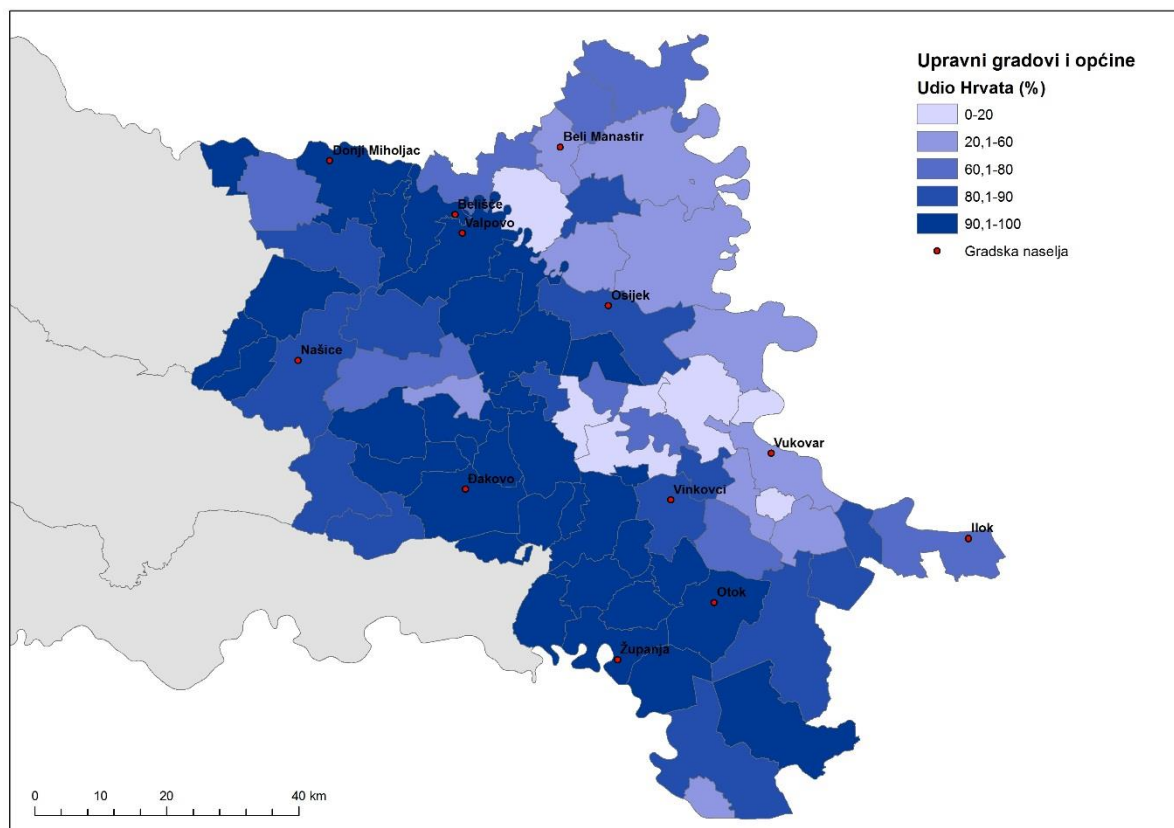 Upravni gradovi i općine
Udio Hrvata (%)
0-20
20,1-60
60,1-80
80,1-90
90,1-100
Gradska naselja
Beli Manastir
Donji Miholjac
Belišće
Valpovo
Osijek
Našice
Vukovar
Đakovo
Vinkovci
Ilok
Otok
Županja
0 10 20 40 km